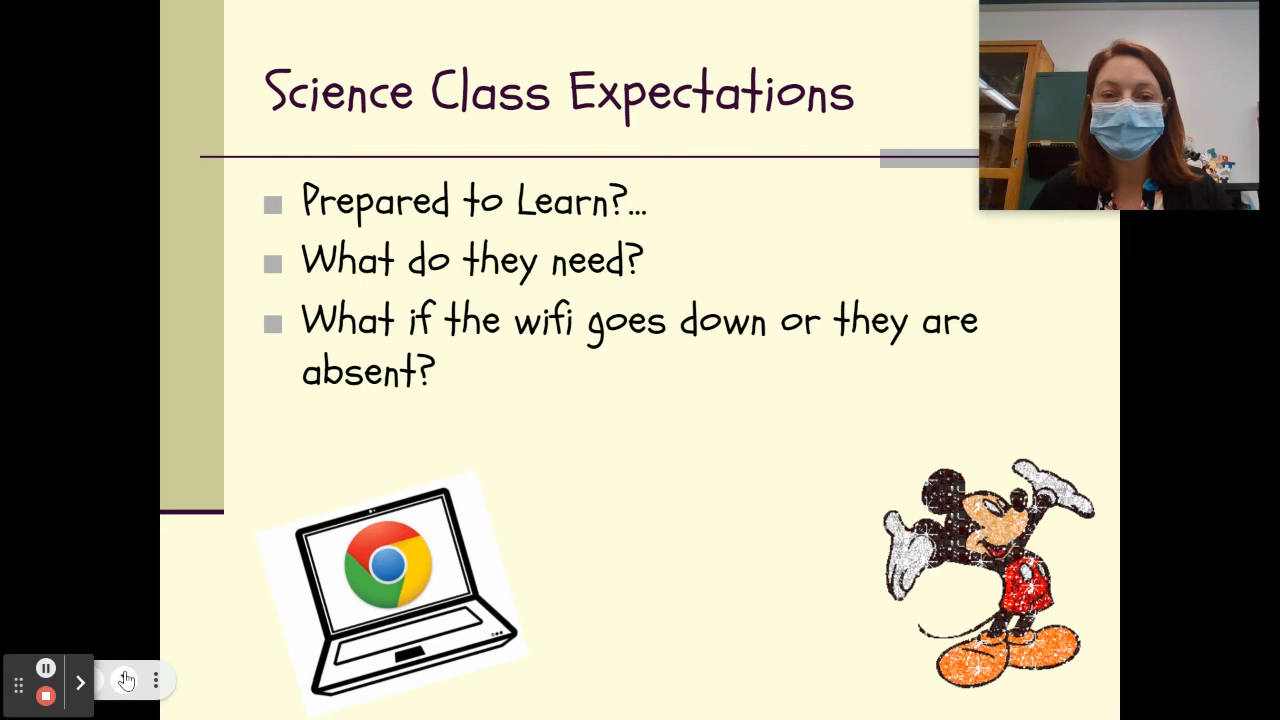 Science Class Expectations
Prepared to Learn?...
What do they need?
What if the wifi goes down or they are
absent?